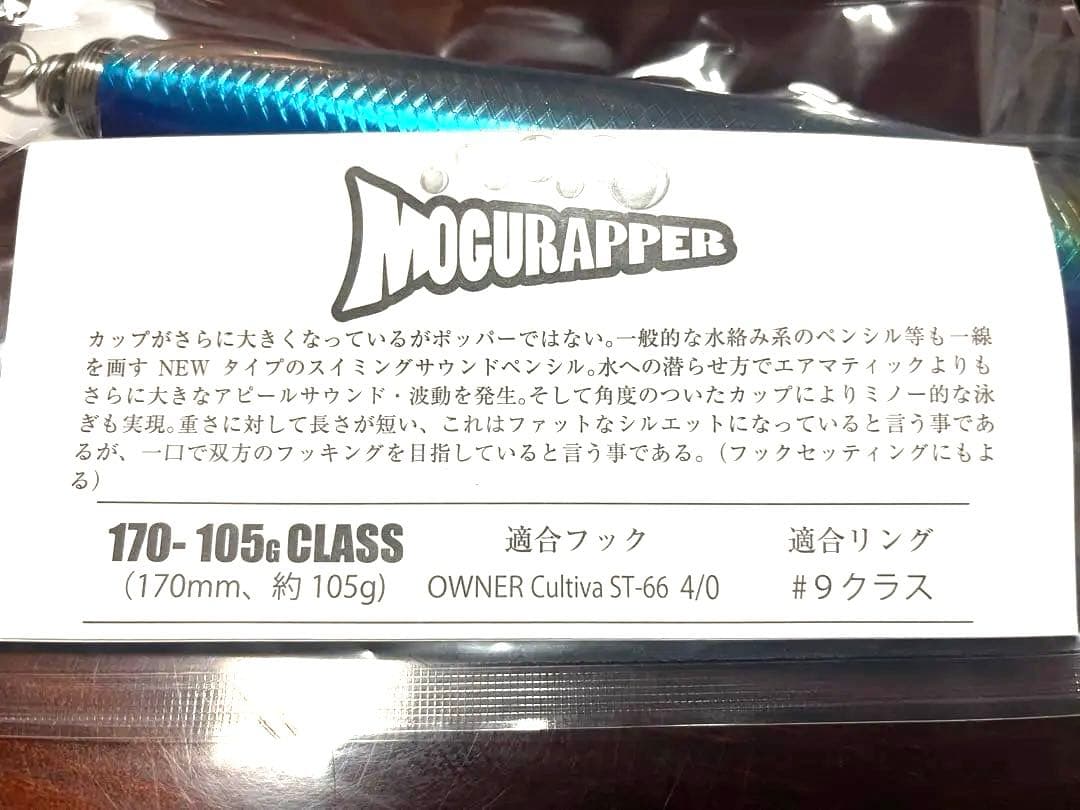 MOGURAPPER
カップがさらに大きくなっているがポッパーではない。一般的な水絡み系のペンシル等も一線
を画す NEW タイプのスイミングサウンドペンシル。水への潜らせ方でエアマティックよりも
さらに大きなアピールサウンド・波動を発生。そして角度のついたカップによりミノー的な泳
ぎも実現。重さに対して長さが短い、これはファットなシルエットになっていると言う事であ
るが、一口で双方のフッキングを目指していると言う事である。（フックセッティングにもよ
る）
170- 105G CLASS
（170mm、約 105g）
適合フック
OWNER Cultiva ST-66 4/0
適合リング
#9クラス